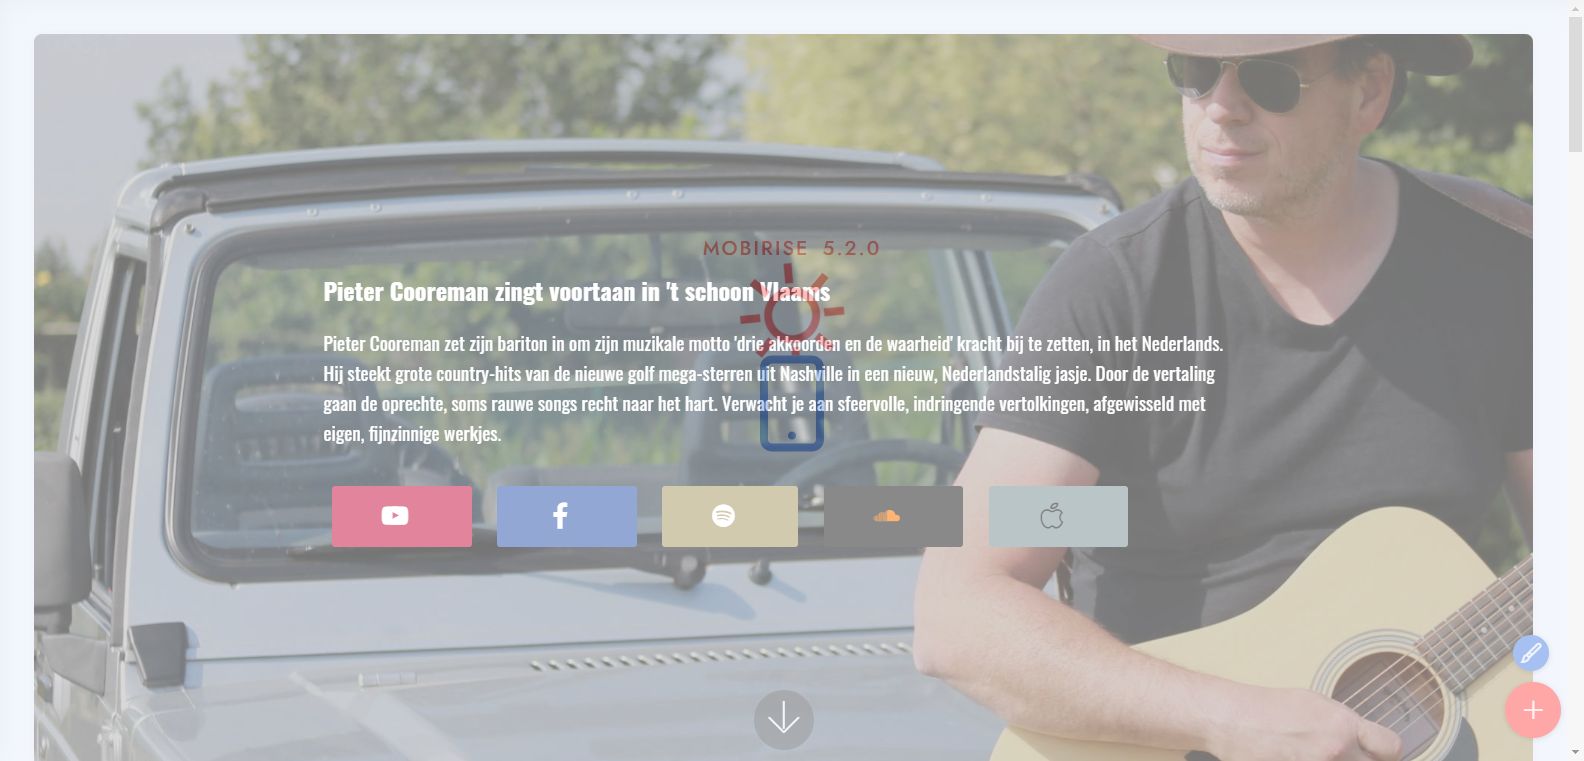 MOBIRISE 5.2.0
Pieter Cooreman zingt voortaan in 't schoon Vlaams
Pieter Cooreman zet zijn bariton in om zijn muzikale motto 'drie akkoorden en de waarheid' kracht bij te zetten, in het Nederlands.
Hij steekt grote country-hits van de nieuwe golf mega-sterren uit Nashville in een nieuw, Nederlandstalig jasje. Door de vertaling
gaan de oprechte, soms rauwe songs recht naar het hart. Verwacht je aan sfeervolle, indringende vertolkingen, afgewisseld met
eigen, fijnzinnige werkjes.